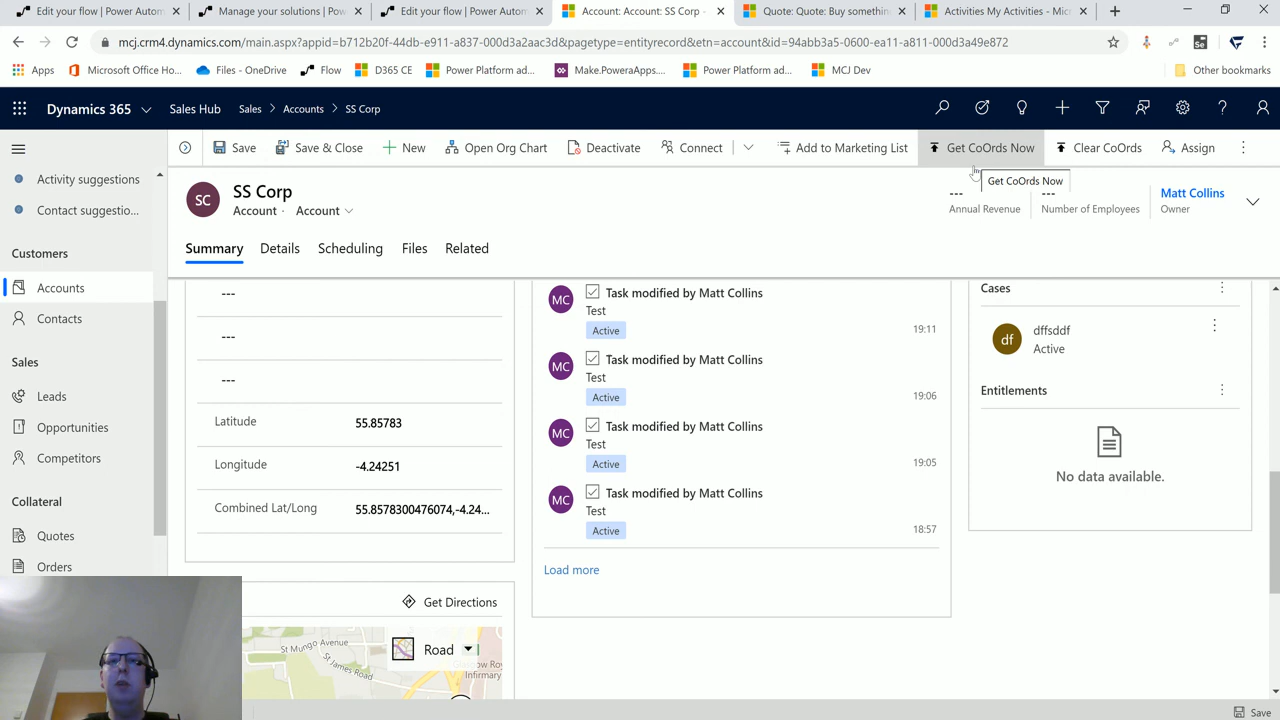 Edit your flow | Power Autom
Manage your solutions | Power
Edit your flow | Power Autom
Account: Account: SS Corp -
Quote: Quote: Buy somethin
Activities My Activities - Mic
mcj.crm4.dynamics.com/main.aspx?appid=b712b20f-44db-e911-a837-000d3a2aac3d&pagetype=entityrecord&etn=account&id=94abb3a5-0600-ea11-a811-000d3a49e872
Apps
Microsoft Office Ho...
Files - OneDrive
Flow
D365 CE
Power Platform ad...
Make.PoweraApps....
Power Platform ad...
MCJ Dev
Other bookmarks
Dynamics 365
Sales Hub
Sales > Accounts > SS Corp
Save
Save & Close
New
Open Org Chart
Deactivate
Connect
Add to Marketing List
Get CoOrds Now
Clear CoOrds
Assign
Get CoOrds Now
Activity suggestions
Contact suggestio...
Customers
Accounts
Contacts
Sales
Leads
Opportunities
Competitors
Collateral
Quotes
Orders
SC
SS Corp
Account · Account
---
Annual Revenue
---
Number of Employees
Matt Collins
Owner
Summary
Details
Scheduling
Files
Related
---
---
---
Latitude 55.85783
Longitude -4.24251
Combined Lat/Long 55.8578300476074,-4.24...
Get Directions
St Mungo Avenue
St James Road
Glasgow Roy
Infirmary
Road
MC Task modified by Matt Collins
Test
Active 19:11
MC Task modified by Matt Collins
Test
Active 19:06
MC Task modified by Matt Collins
Test
Active 19:05
MC Task modified by Matt Collins
Test
Active 18:57
Load more
Cases
df
dffsddf
Active
Entitlements
No data available.
Save